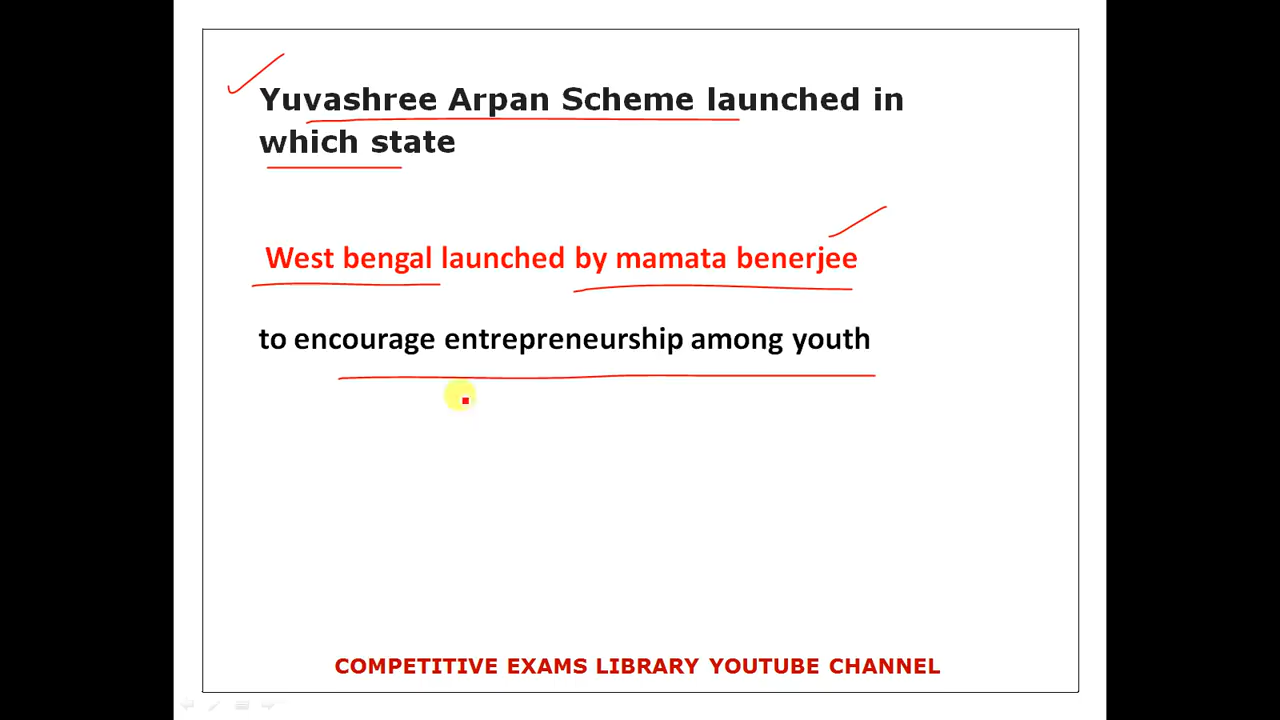 Yuvashree Arpan Scheme launched in
which state
West bengal launched by mamata benerjee
to encourage entrepreneurship among youth
COMPETITIVE EXAMS LIBRARY YOUTUBE CHANNEL